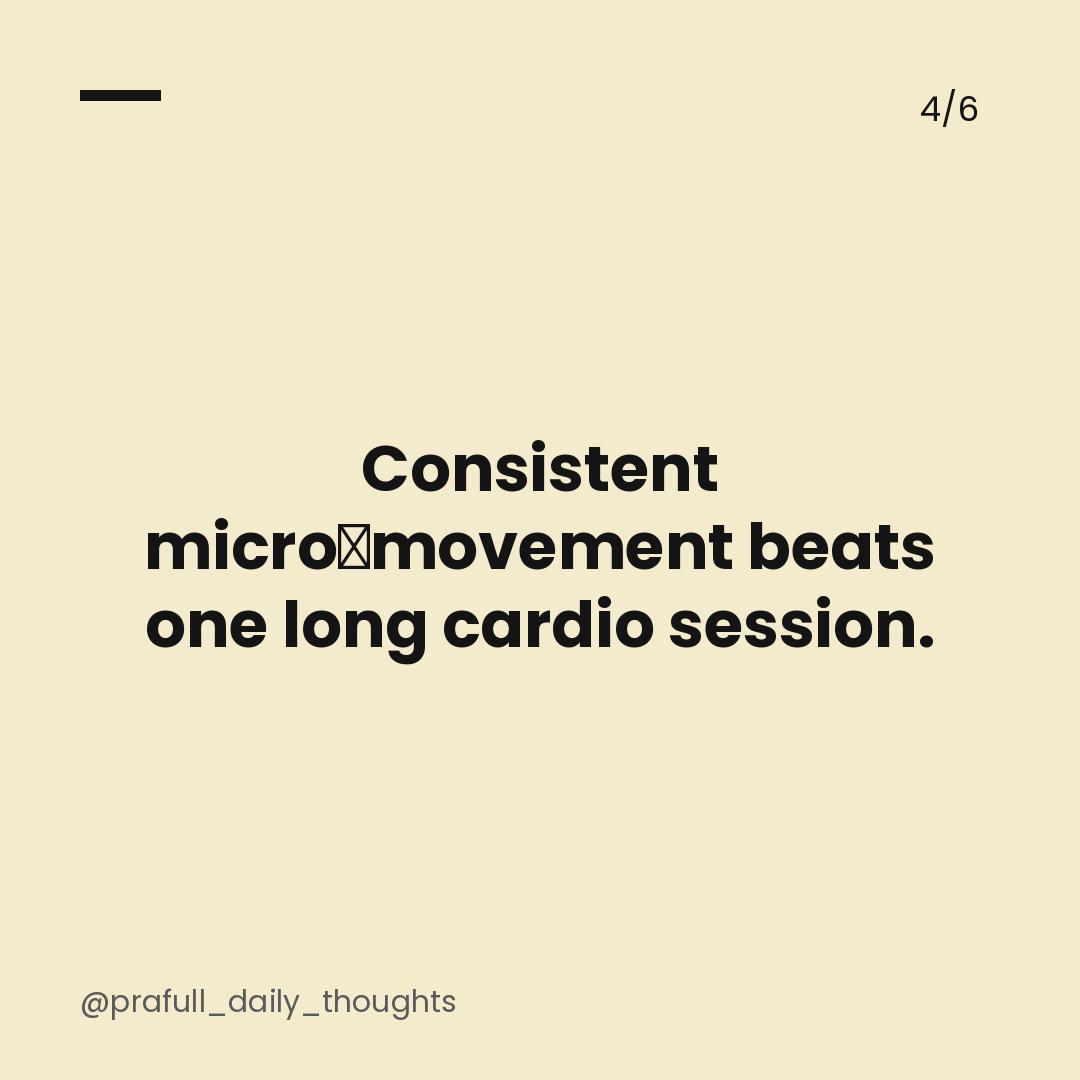 4/6
Consistent
micro☒movement beats
one long cardio session.
@prafull_daily_thoughts